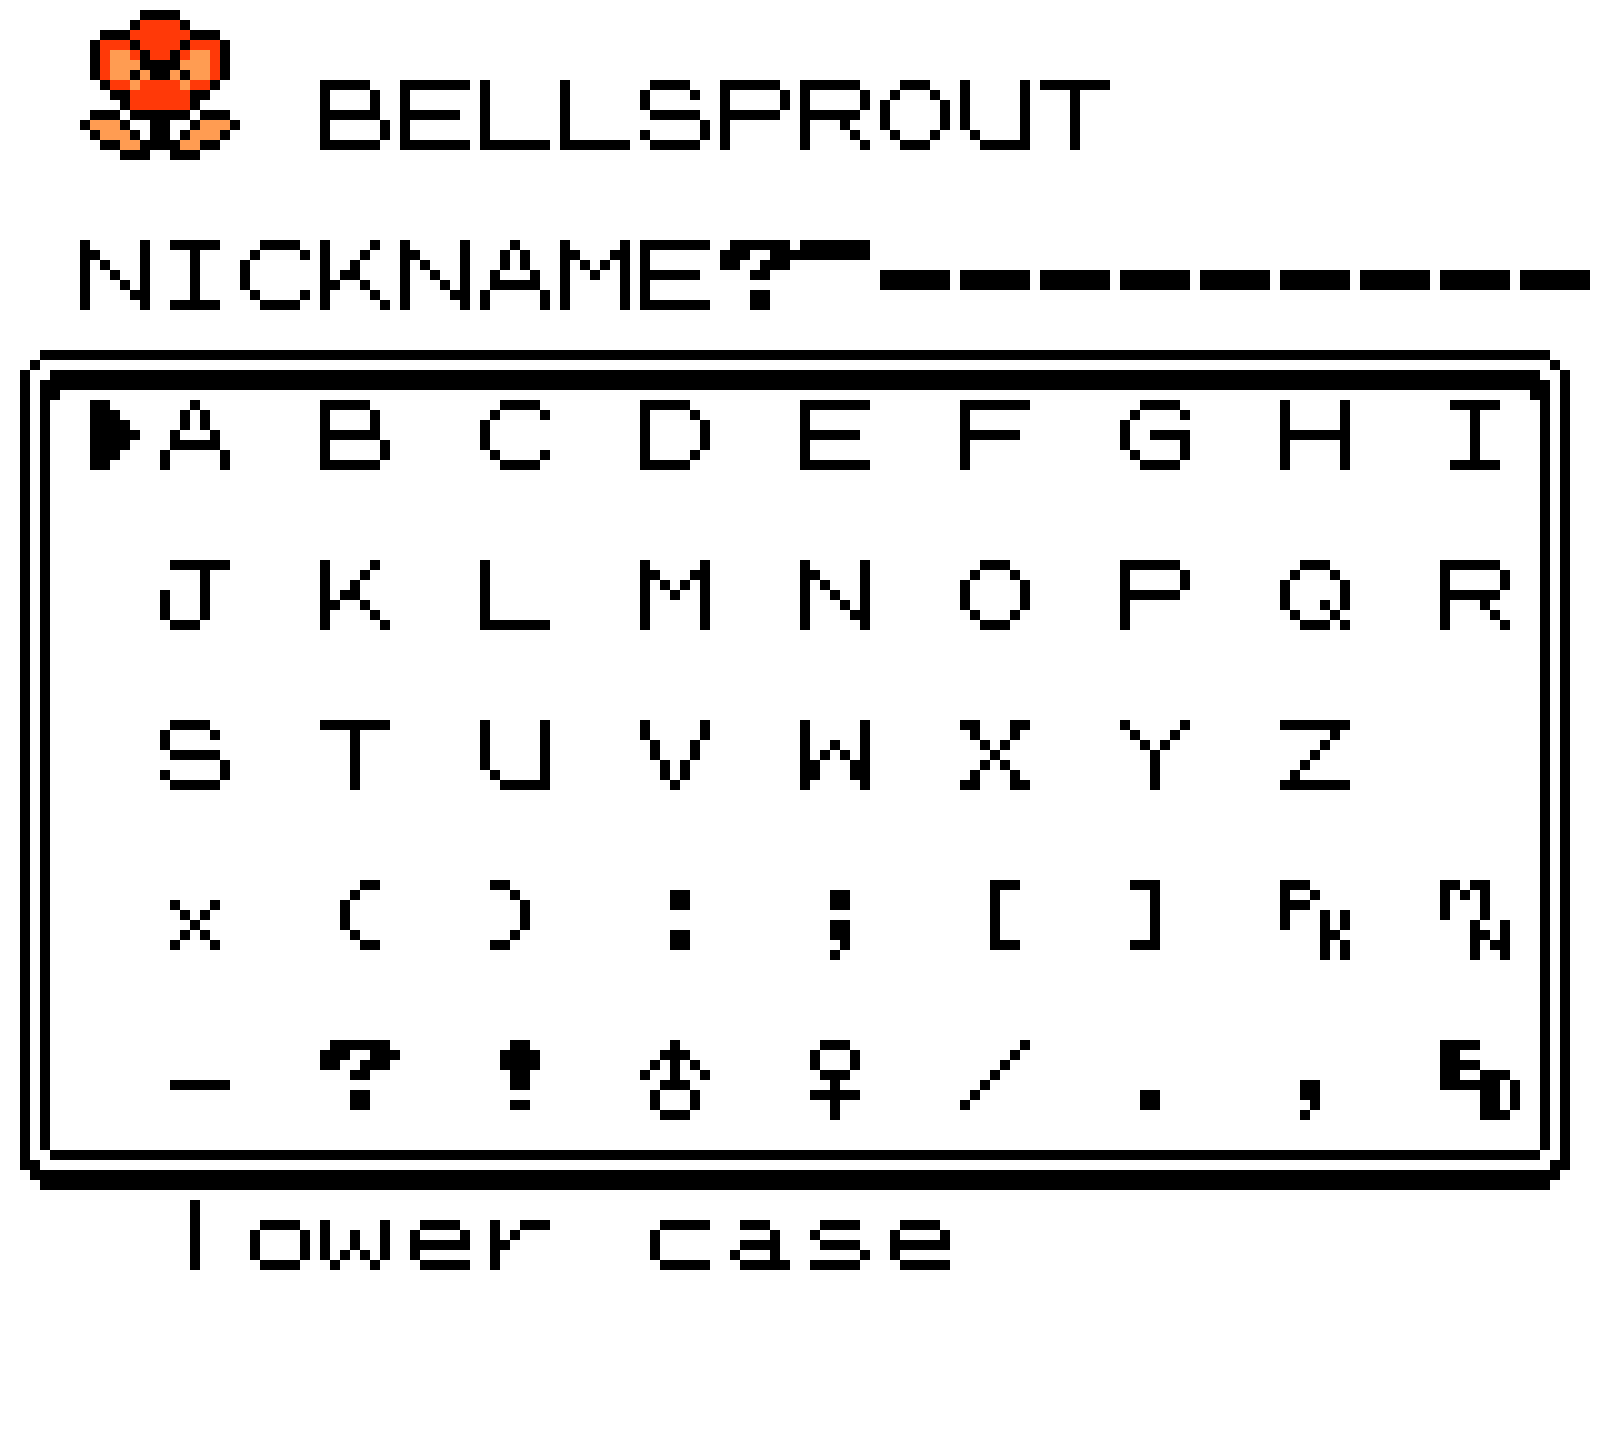 BELLSPROUT
NICKNAME?
A B C D E F G H I
J K L M N O P Q R
S T U V W X Y Z
× ( ) : ; [ ] PK MN
- ? ! ♂ ♀ / . , ED
lower case